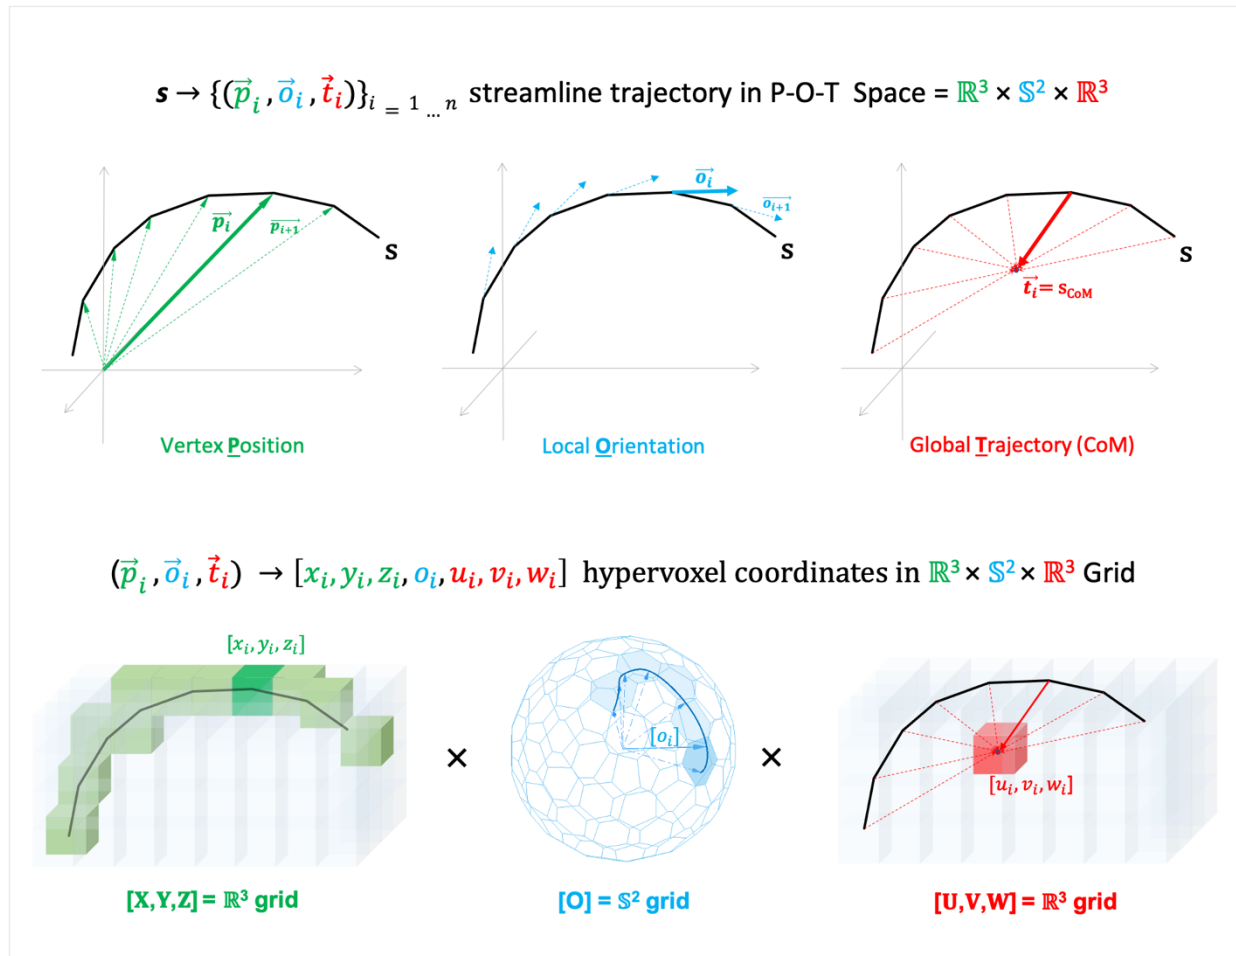 s → {(p⃗ᵢ, o⃗ᵢ, t⃗ᵢ)}ᵢ ₌ ₁ ... ₙ streamline trajectory in P-O-T Space = ℝ³ × 𝕊² × ℝ³
p⃗ᵢ
p⃗ᵢ₊₁
S
o⃗ᵢ
o⃗ᵢ₊₁
S
t⃗ᵢ= s_CoM
S
Vertex Position
Local Orientation
Global Trajectory (CoM)
(p⃗ᵢ, o⃗ᵢ, t⃗ᵢ) → [xᵢ, yᵢ, zᵢ, oᵢ, uᵢ, vᵢ, wᵢ] hypervoxel coordinates in ℝ³ × 𝕊² × ℝ³ Grid
[xᵢ, yᵢ, zᵢ]
×
[oᵢ]
×
[uᵢ, vᵢ, wᵢ]
[X,Y,Z] = ℝ³ grid
[O] = 𝕊² grid
[U,V,W] = ℝ³ grid